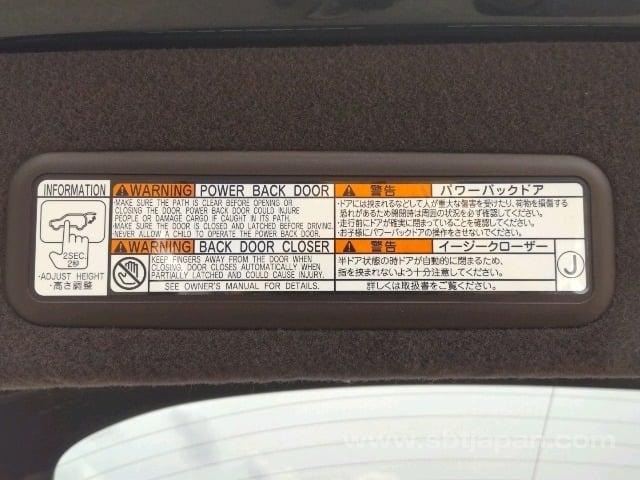 INFORMATION
2SEC.
2秒
·ADJUST HEIGHT
·高さ調整
WARNING POWER BACK DOOR
·MAKE SURE THE PATH IS CLEAR BEFORE OPENING OR
CLOSING THE DOOR. POWER BACK DOOR COULD INJURE
PEOPLE OR DAMAGE CARGO IF CAUGHT IN ITS PATH.
·MAKE SURE THE DOOR IS CLOSED AND LATCHED BEFORE DRIVING.
·NEVER ALLOW A CHILD TO OPERATE THE POWER BACK DOOR.
WARNING BACK DOOR CLOSER
KEEP FINGERS AWAY FROM THE DOOR WHEN
CLOSING. DOOR CLOSES AUTOMATICALLY WHEN
PARTIALLY LATCHED AND COULD CAUSE INJURY.
SEE OWNER'S MANUAL FOR DETAILS.
警告 パワーバックドア
·ドアには挟まれるなどして人が重大な傷害を受けたり、荷物を損傷する
恐れがあるため開閉時は周囲の状況を必ず確認してください。
·走行前にドアが確実に閉まっていることを確認してください。
·お子様にパワーバックドアの操作をさせないでください。
警告 イージークローザー
半ドア状態の時ドアが自動的に閉まるため、
指を挟まれないよう十分注意してください。
詳しくは取扱書をご覧ください。
J
www.sbtjapan.com